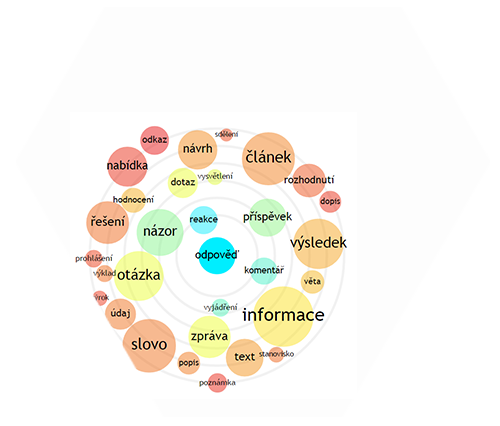 sdělení
odkaz
návrh
článek
nabídka
vysvětlení
rozhodnutí
dotaz
hodnocení
dopis
řešení
reakce
příspěvek
názor
výsledek
odpověď
prohlášení
výklad
otázka
komentář
věta
vyjádření
údaj
informace
zpráva
slovo
text
stanovisko
popis
poznámka